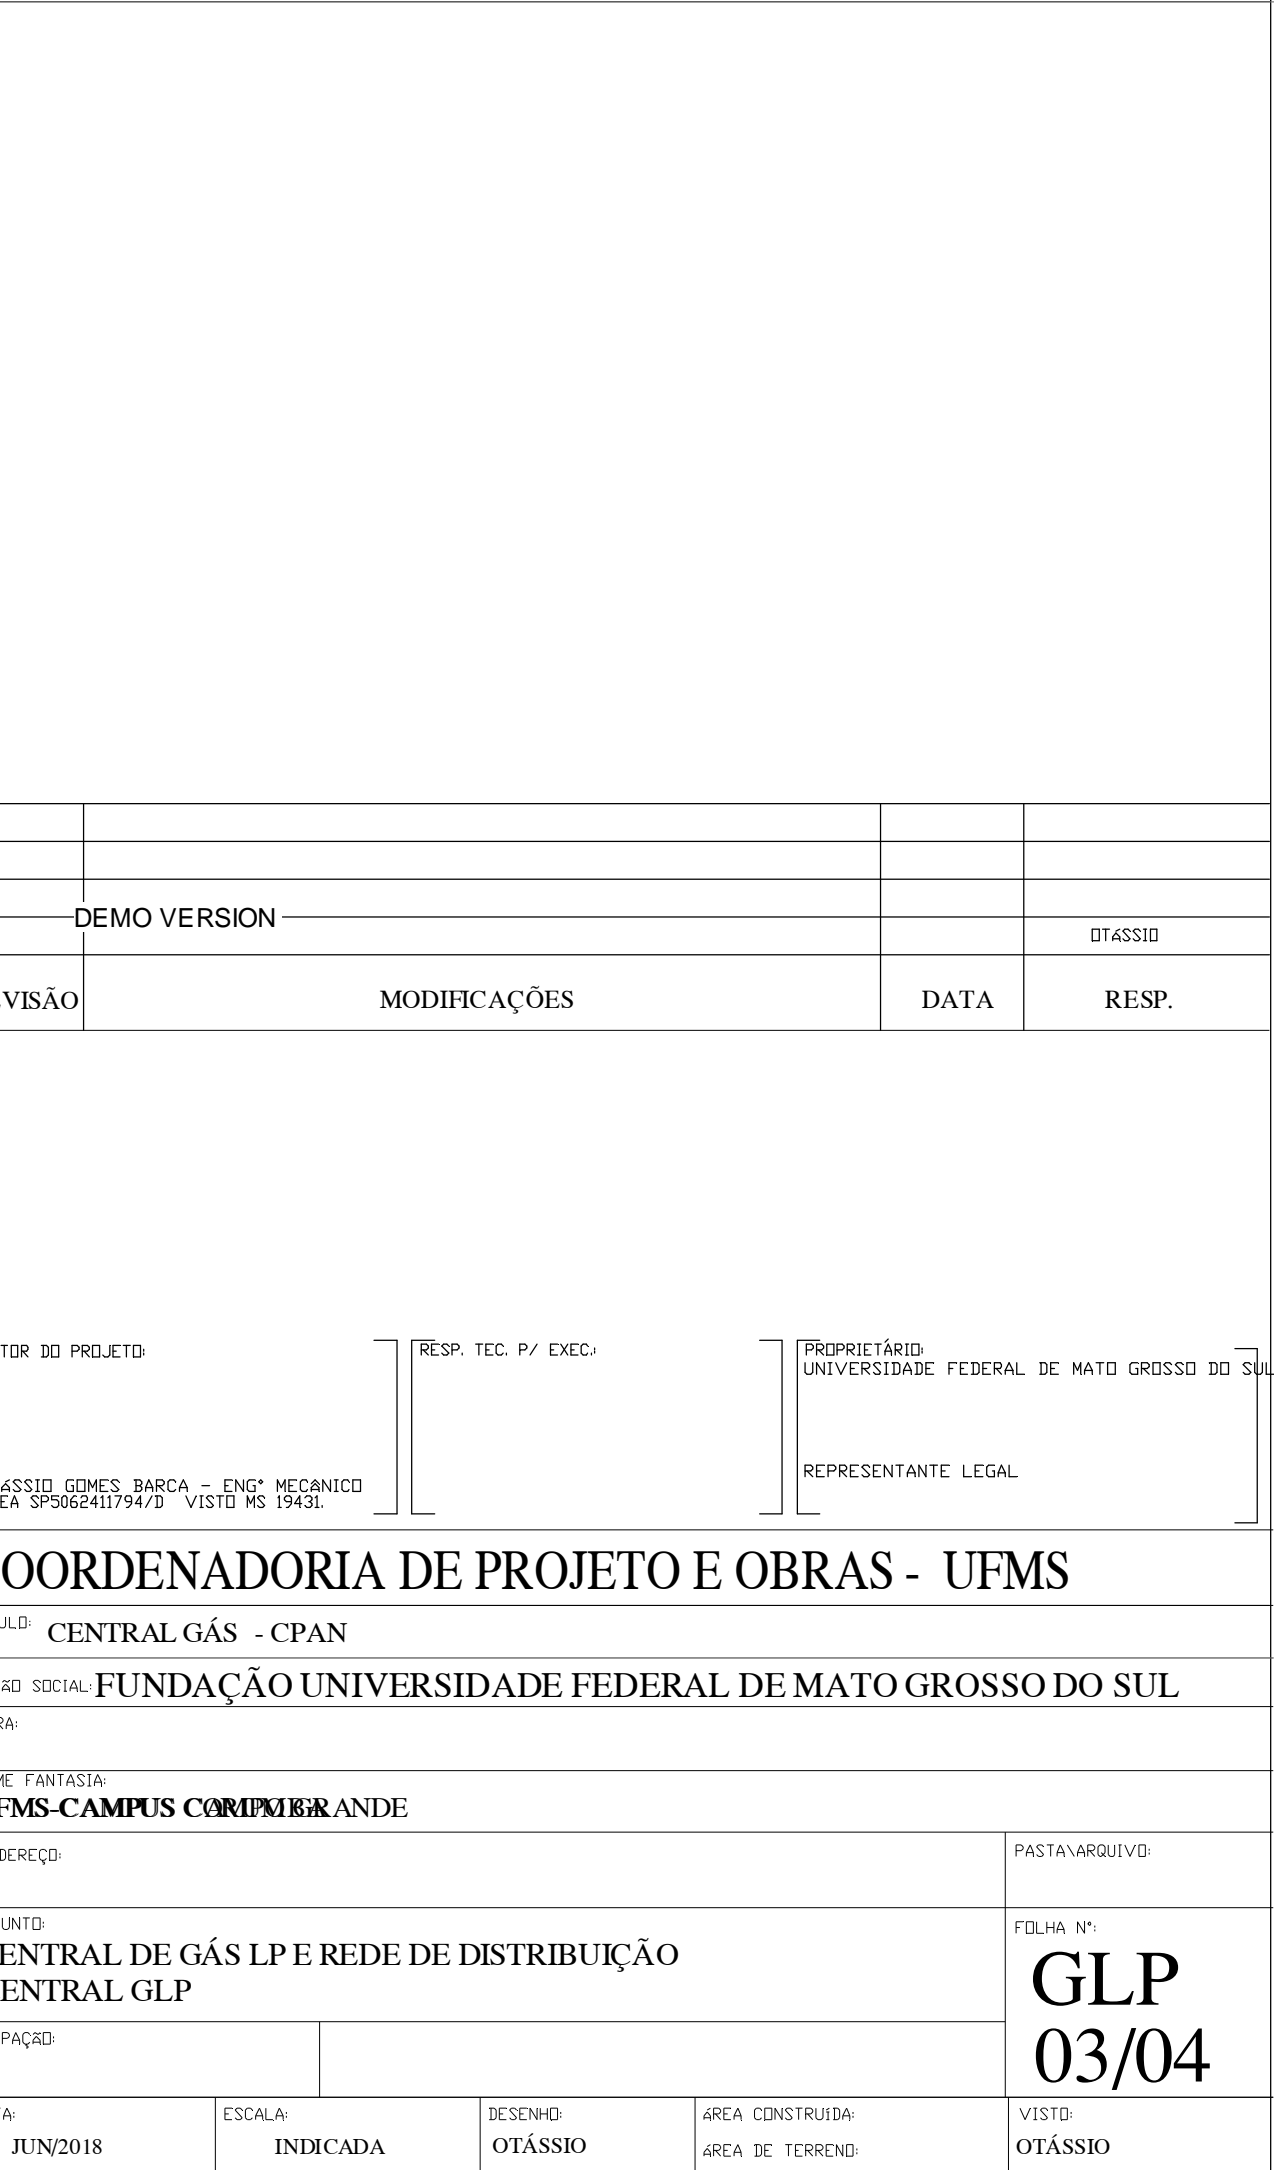 DEMO VERSION
OTÁSSIO
VISÃO MODIFICAÇÕES DATA RESP.
TOR DO PROJETO: RESP. TEC. P/ EXEC.: PROPRIETÁRIO:
UNIVERSIDADE FEDERAL DE MATO GROSSO DO SUL
REPRESENTANTE LEGAL
ÁSSIO GOMES BARCA - ENG° MECÂNICO
EA SP5062411794/D VISTO MS 19431.
OORDENADORIA DE PROJETO E OBRAS - UFMS
ULO: CENTRAL GÁS - CPAN
ÃO SOCIAL: FUNDAÇÃO UNIVERSIDADE FEDERAL DE MATO GROSSO DO SUL
RA:
ME FANTASIA:
FMS-CAMPUS
DEREÇO: PASTA\ARQUIVO:
UNTO: FOLHA N°:
ENTRAL DE GÁS LP E REDE DE DISTRIBUIÇÃO
ENTRAL GLP
GLP
03/04
PAÇÃO:
A: ESCALA: DESENHO: ÁREA CONSTRUÍDA: VISTO:
JUN/2018 INDICADA OTÁSSIO ÁREA DE TERRENO: OTÁSSIO